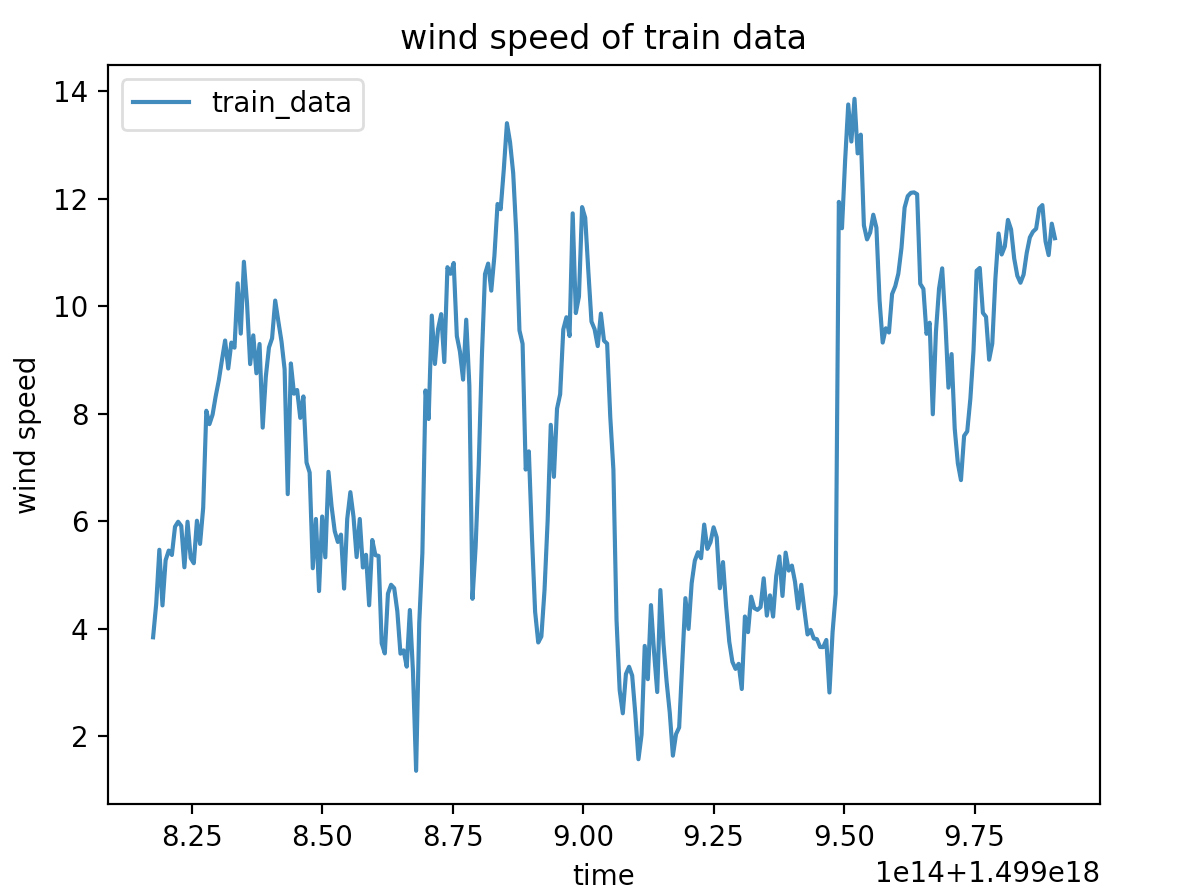 wind speed of train data
train_data
14
12
10
8
6
4
2
wind speed
8.25 8.50 8.75 9.00 9.25 9.50 9.75
time
1e14+1.499e18